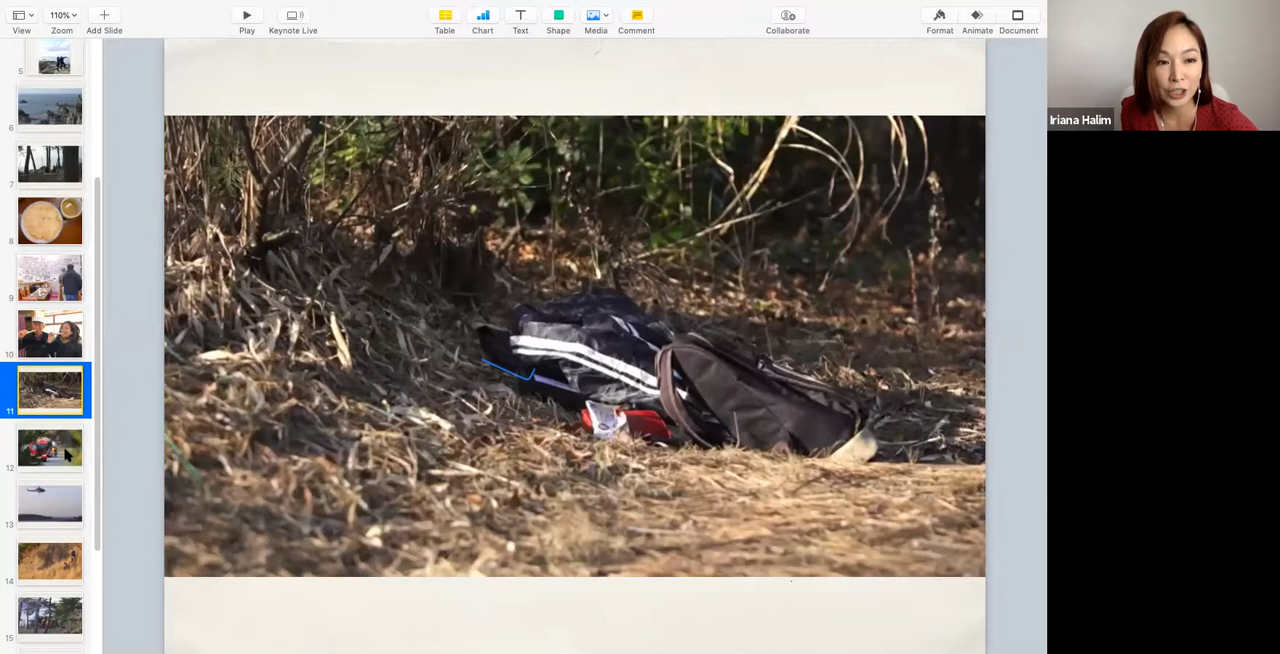 View
110%
Zoom
Add Slide
Play
Keynote Live
Table
Chart
Text
Shape
Media
Comment
Collaborate
Format
Animate
Document
Iriana Halim
5
6
7
8
9
10
11
12
13
14
15